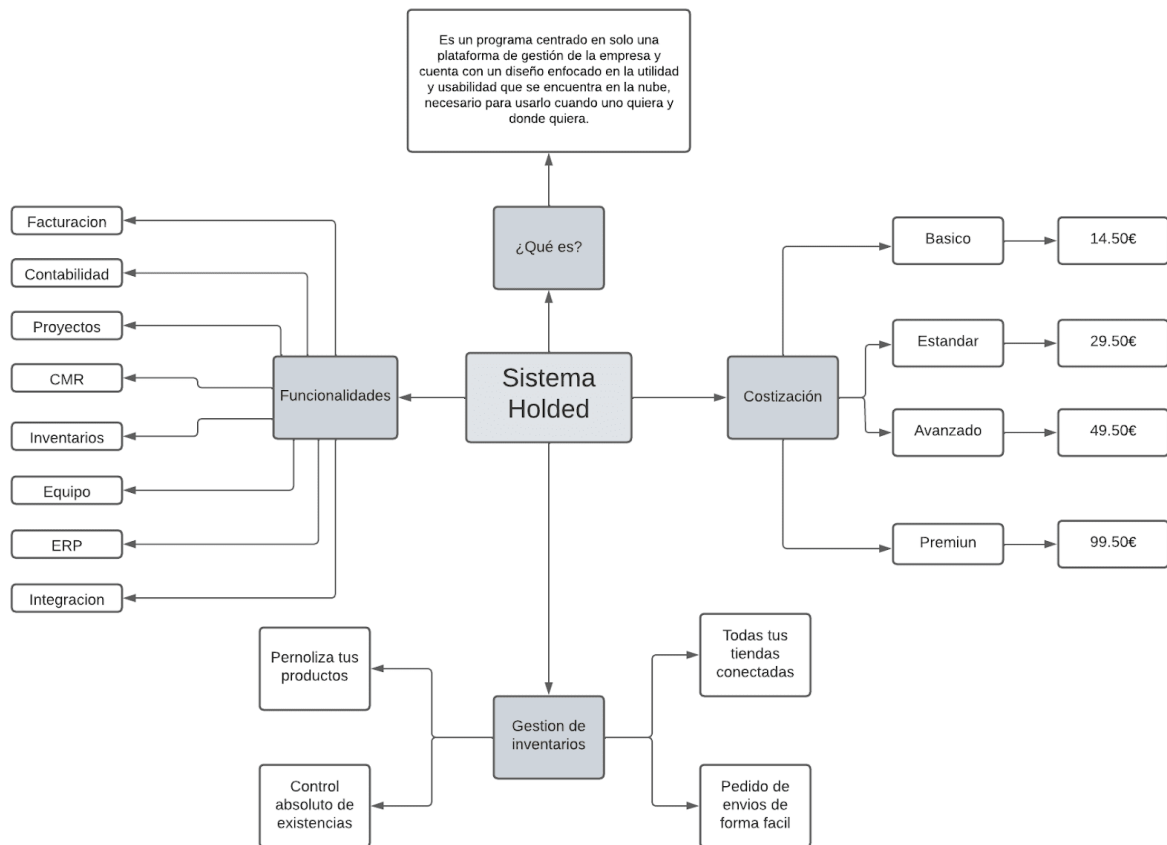 Es un programa centrado en solo una
plataforma de gestión de la empresa y
cuenta con un diseño enfocado en la utilidad
y usabilidad que se encuentra en la nube,
necesario para usarlo cuando uno quiera y
donde quiera.
¿Qué es?
Sistema
Holded
Funcionalidades
Facturacion
Contabilidad
Proyectos
CMR
Inventarios
Equipo
ERP
Integracion
Costización
Basico
14.50€
Estandar
29.50€
Avanzado
49.50€
Premiun
99.50€
Gestion de
inventarios
Pernoliza tus
productos
Control
absoluto de
existencias
Todas tus
tiendas
conectadas
Pedido de
envios de
forma facil